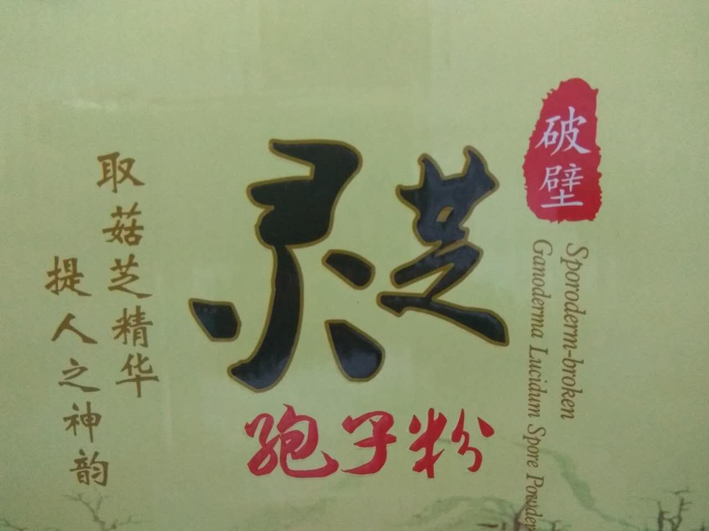 破壁
灵芝
孢子粉
Sporoderm-broken
Ganoderma Lucidum Spore Powder
取菇芝精华
提人之神韵